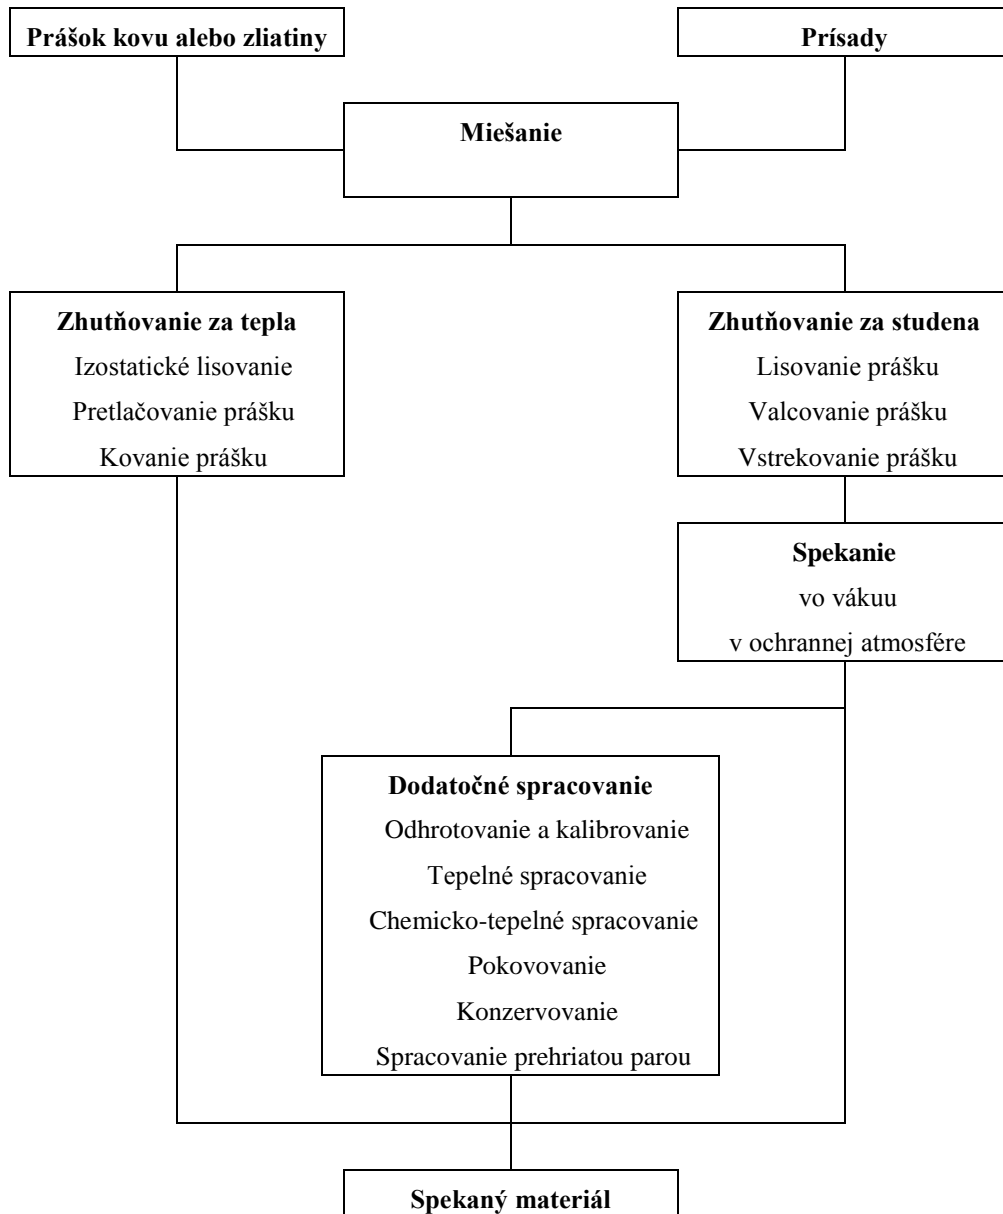 Prášok kovu alebo zliatiny
Prísady
Miešanie
Zhutňovanie za tepla
Izostatické lisovanie
Pretlačovanie prášku
Kovanie prášku
Zhutňovanie za studena
Lisovanie prášku
Valcovanie prášku
Vstrekovanie prášku
Spekanie
vo vákuu
v ochrannej atmosfére
Dodatočné spracovanie
Odhrotovanie a kalibrovanie
Tepelné spracovanie
Chemicko-tepelné spracovanie
Pokovovanie
Konzervovanie
Spracovanie prehriatou parou
Spekaný materiál